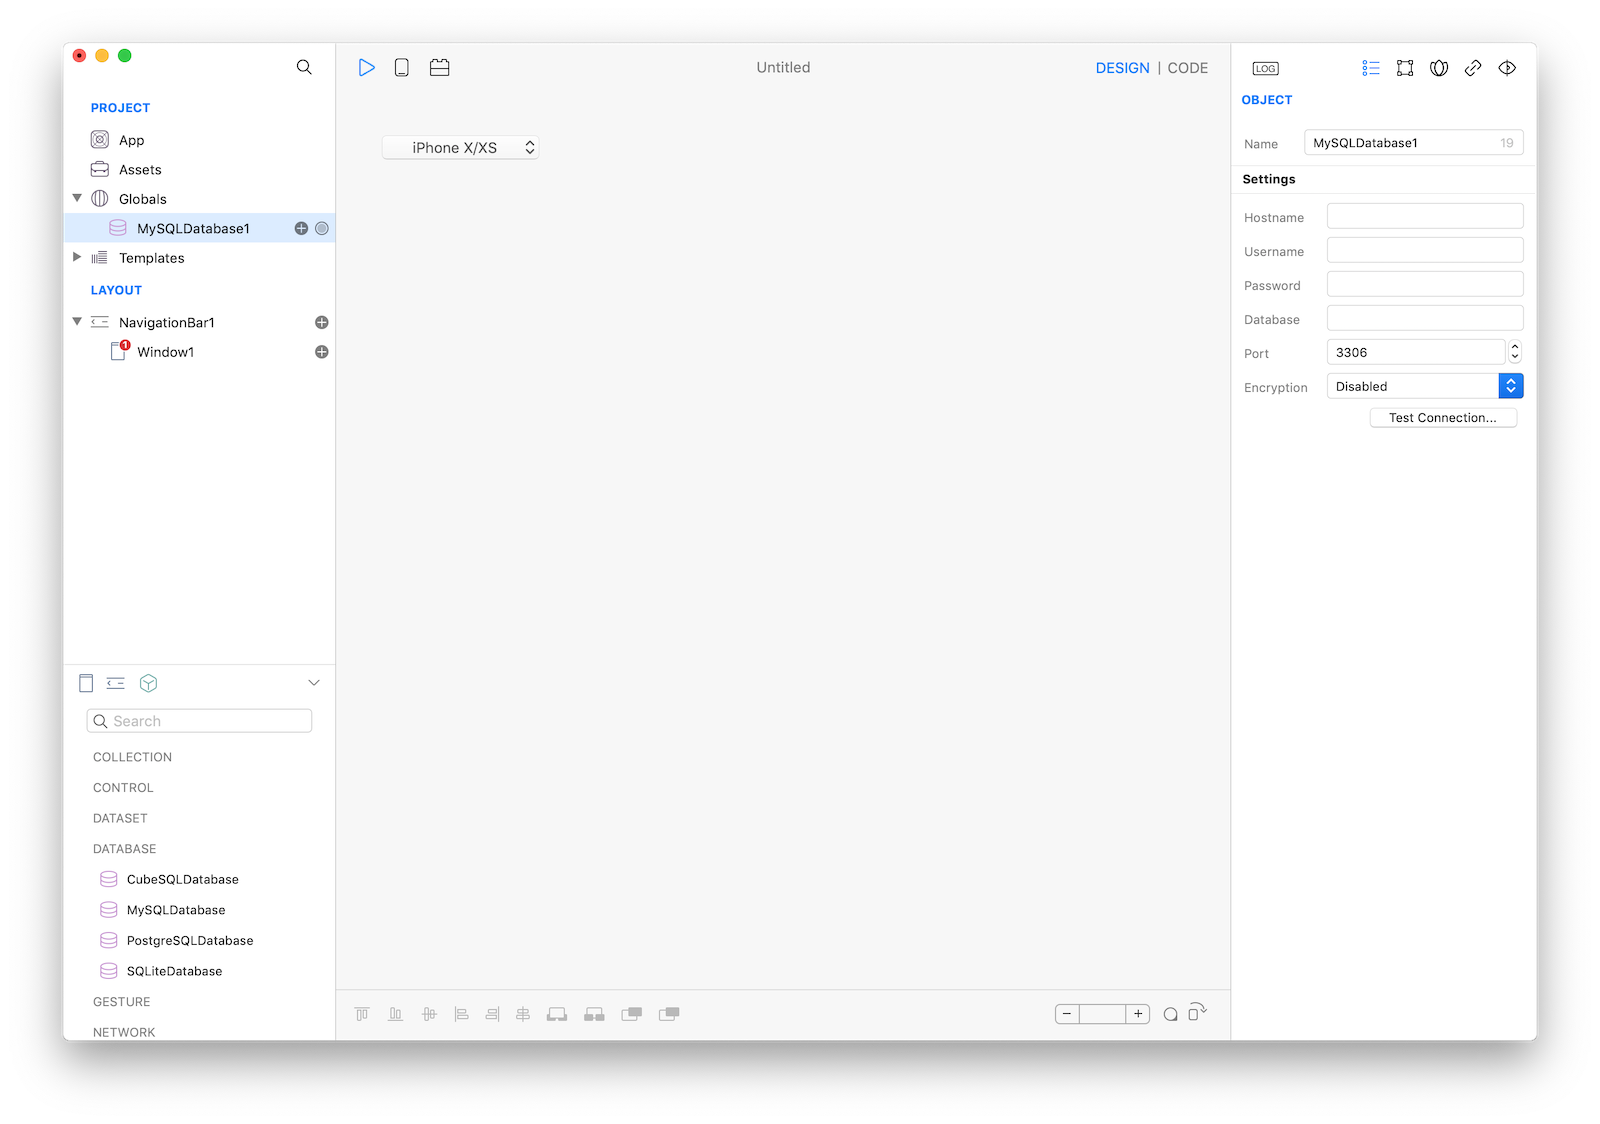 Untitled
DESIGN | CODE
LOG
PROJECT
App
Assets
Globals
MySQLDatabase1
Templates
LAYOUT
NavigationBar1
1
Window1
iPhone X/XS
Search
COLLECTION
CONTROL
DATASET
DATABASE
CubeSQLDatabase
MySQLDatabase
PostgreSQLDatabase
SQLiteDatabase
GESTURE
NETWORK
OBJECT
Name MySQLDatabase1 19
Settings
Hostname
Username
Password
Database
Port 3306
Encryption Disabled
Test Connection...